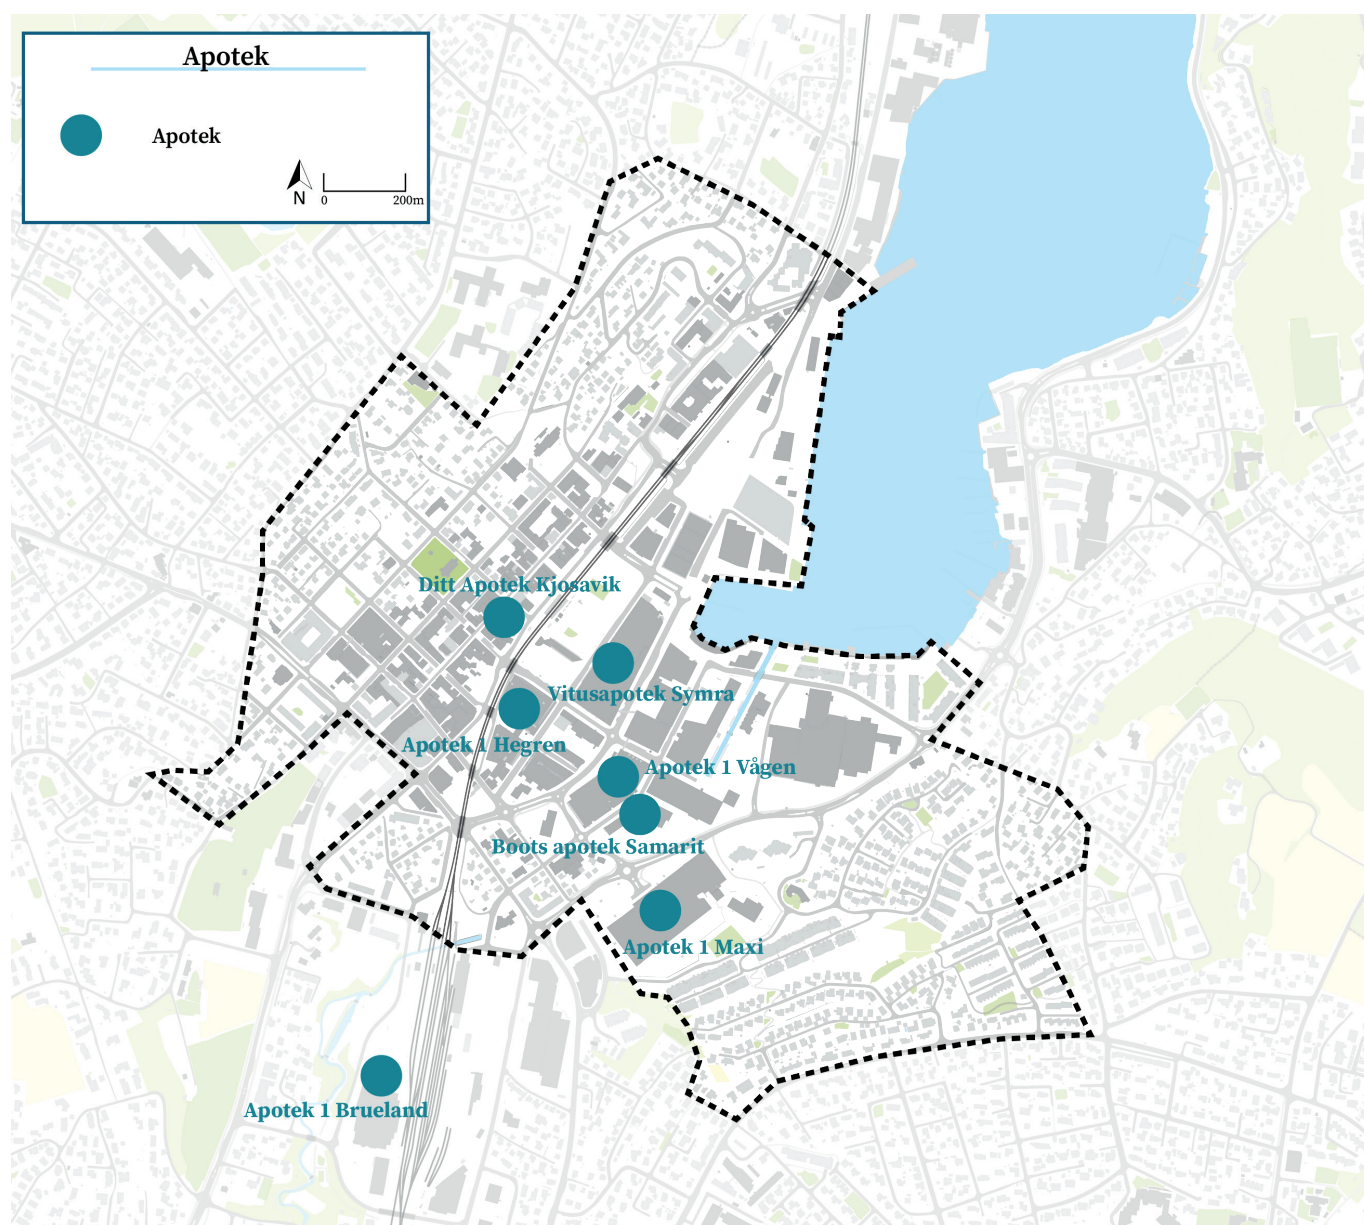 Apotek
Apotek
N
0 200m
Ditt Apotek Kjosavik
Vitusapotek Symra
Apotek 1 Hegren
Apotek 1 Vågen
Boots apotek Samarit
Apotek 1 Maxi
Apotek 1 Brueland